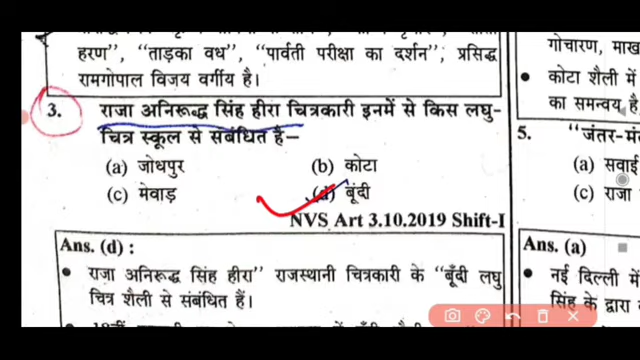 हरण", "ताड़का वध", "पार्वती परीक्षा का दर्शन"; प्रसिद्ध
रामगोपाल विजय वर्गीय है।
3. राजा अनिरुद्ध सिंह हीरा चित्रकारी इनमें से किस लघु-
चित्र स्कूल से संबंधित है–
(a) जोधपुर (b) कोटा
(c) मेवाड़ (d) बूंदी
NVS Art 3.10.2019 Shift-I
Ans. (d) :
• राजा अनिरुद्ध सिंह हीरा" राजस्थानी चित्रकारी के "बूँदी लघु
चित्र शैली से संबंधित हैं।
गोचारण, माख
• कोटा शैली में
का समन्वय है
5. "जंतर-मं
(a) सवाई
(c) राजा
Ans. (a)
• नई दिल्ली में
सिंह के द्वारा